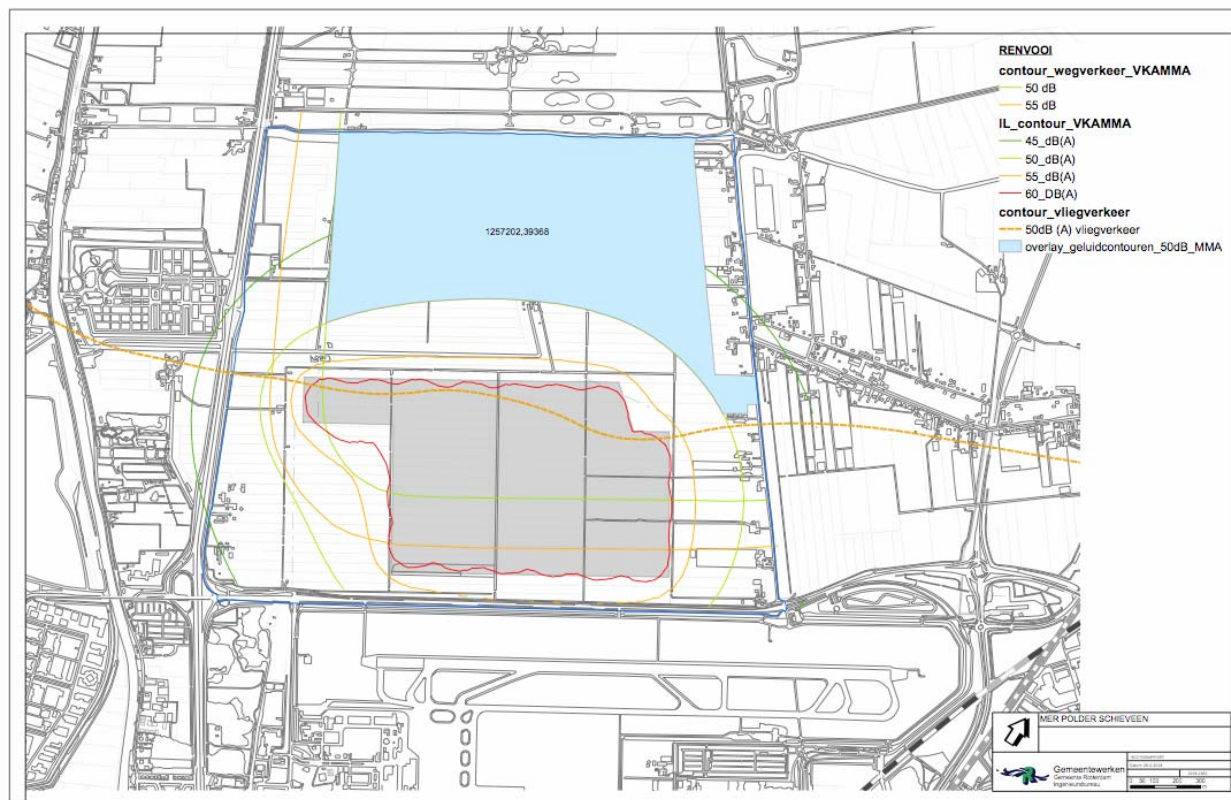 RENVOOI
contour_wegverkeer_VKAMMA
50 dB
55 dB
IL_contour_VKAMMA
45_dB(A)
50_dB(A)
55_dB(A)
60_DB(A)
contour_vliegverkeer
50dB (A) vliegverkeer
overlay_geluidcontouren_50dB_MMA
1257202,39368
MER POLDER SCHIEVEEN
Gemeentewerken
Gemeente Rotterdam
Ingenieursbureau